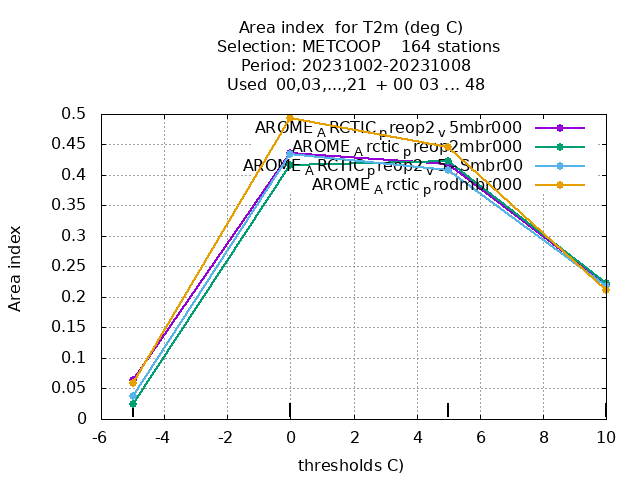 Area index  for T2m (deg C)
Selection: METCOOP    164 stations
Period: 20231002-20231008
Used  00,03,...,21  + 00 03 ... 48
AROME_ARCTIC_preop2_v5mbr000
AROME_Arctic_preop2mbr000
AROME_Arctic_prodmbr000
0.5
0.45
0.4
0.35
0.3
0.25
0.2
0.15
0.1
0.05
0
-6
-4
-2
0
2
4
6
8
10
Area index
thresholds C)